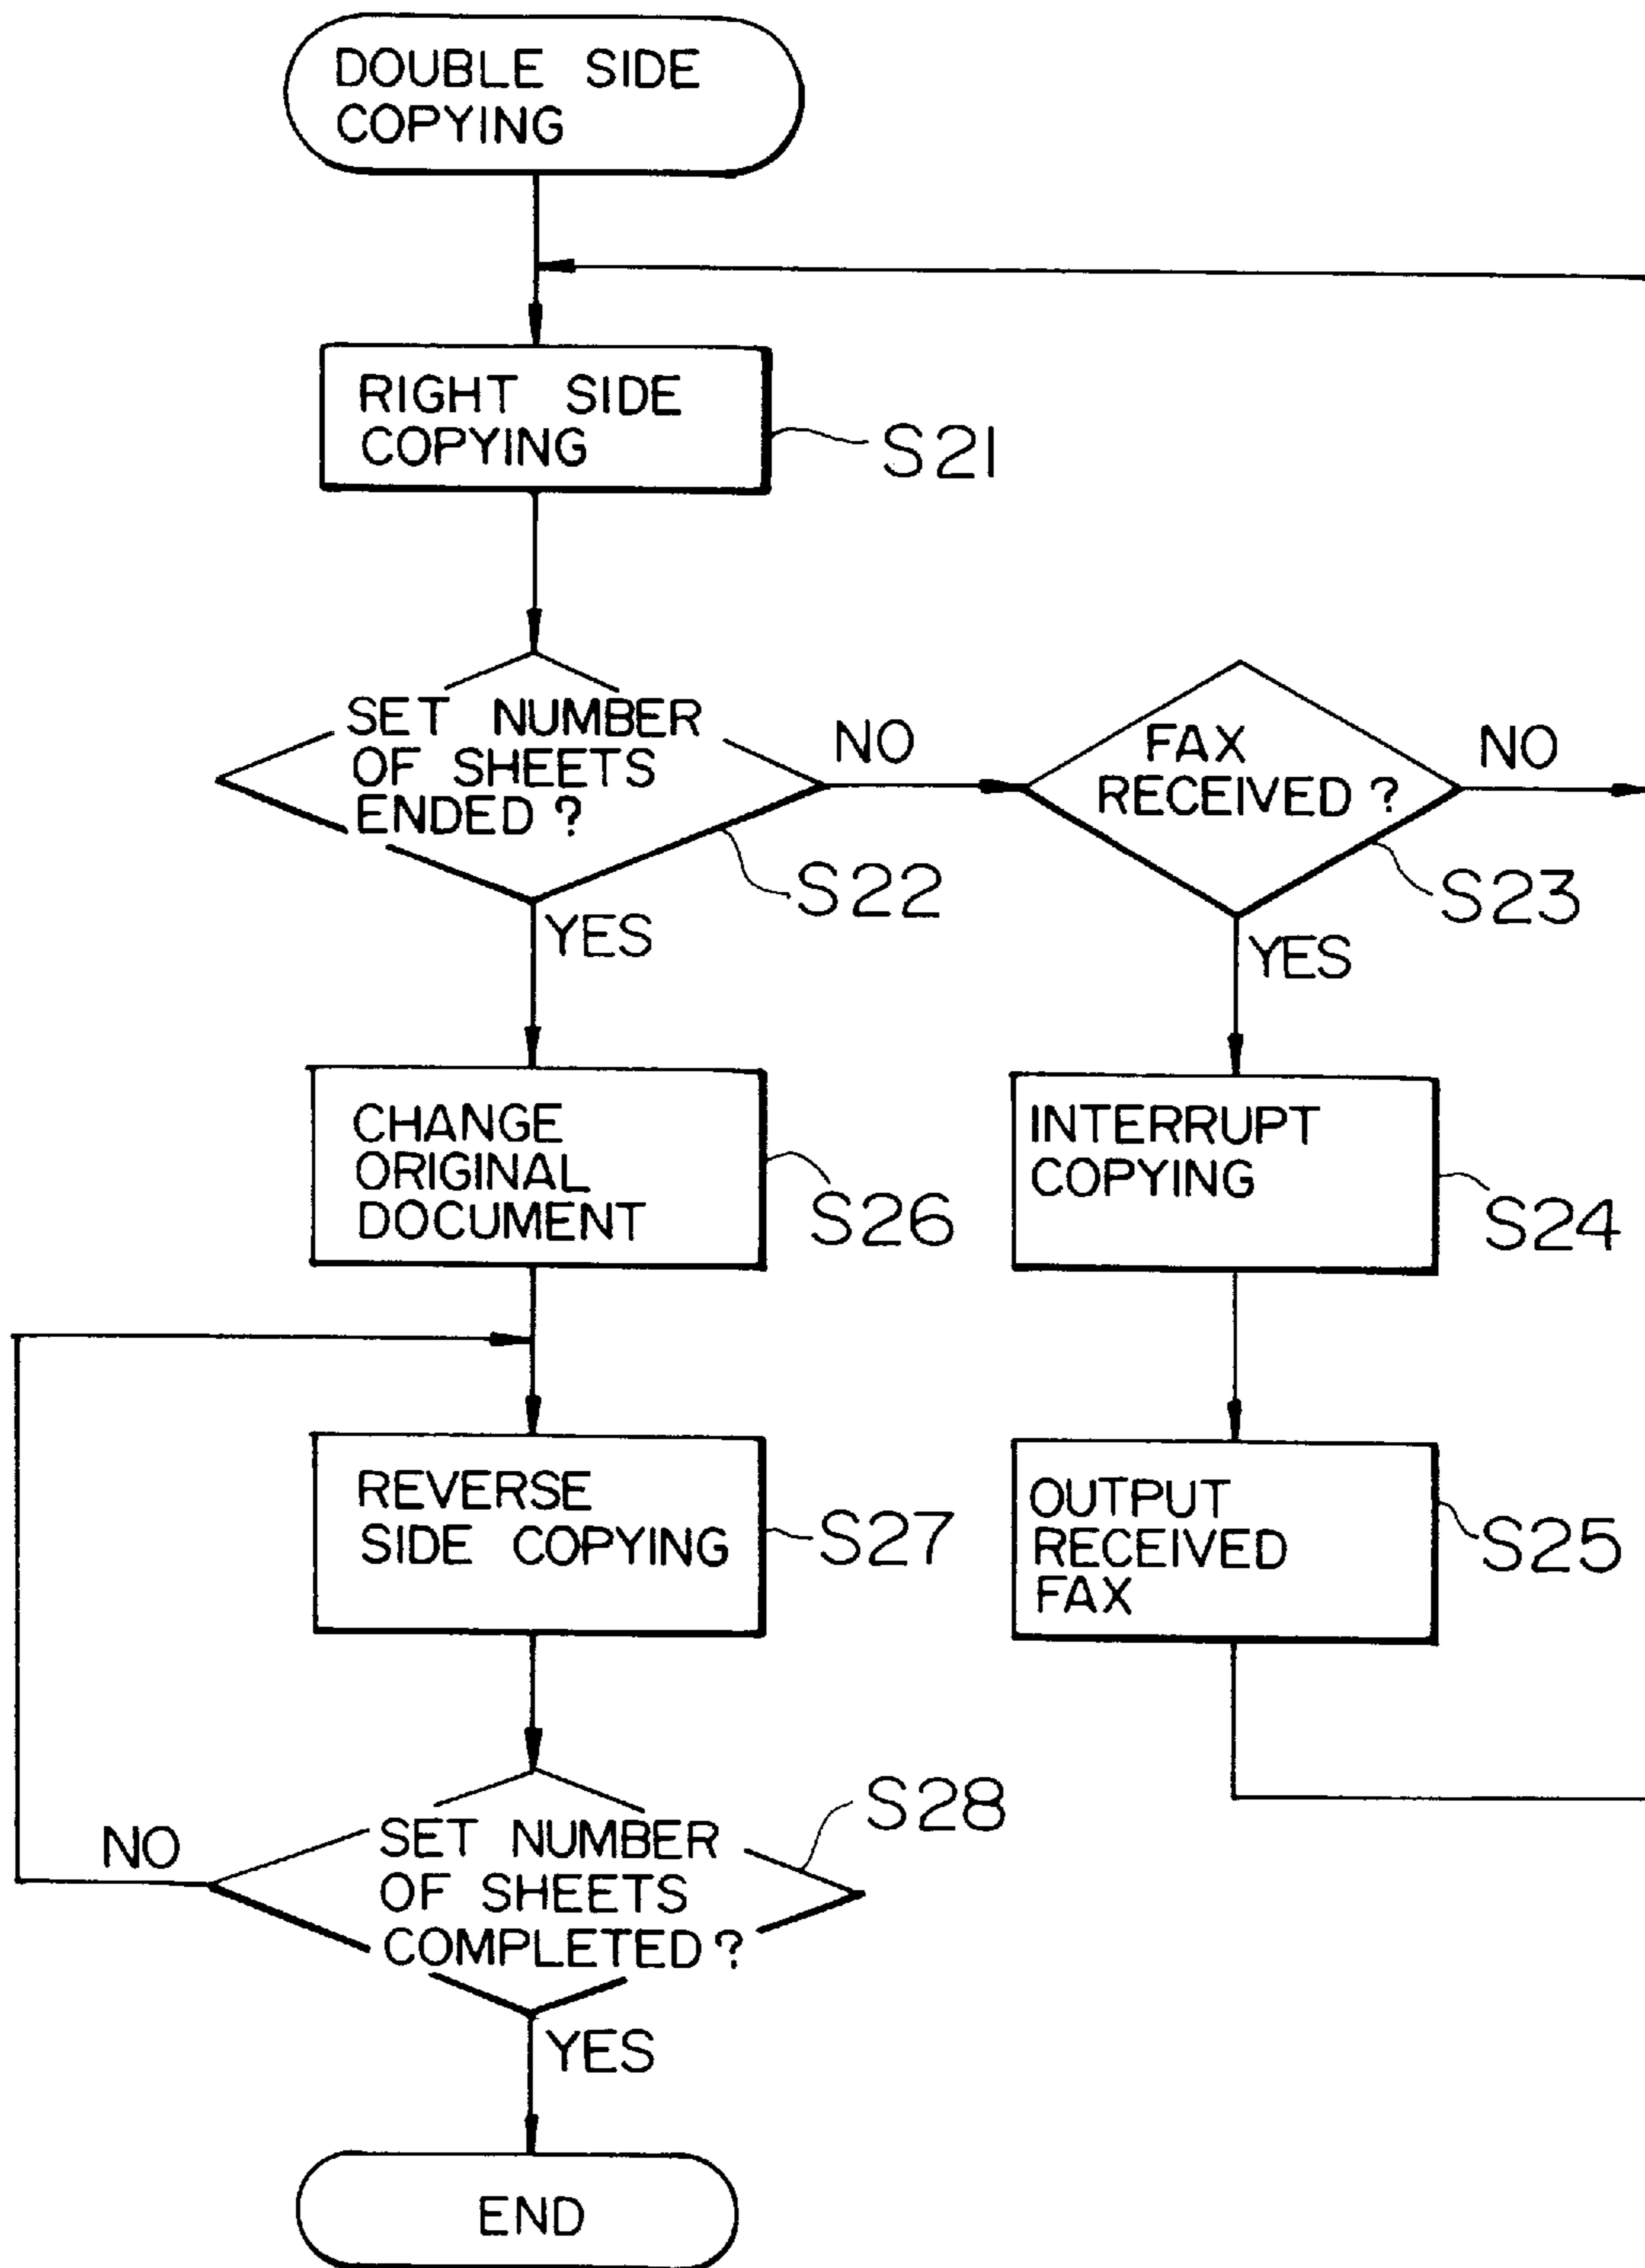 DOUBLE SIDE
COPYING
RIGHT SIDE
COPYING
S21
SET NUMBER
OF SHEETS
ENDED?
NO
S22
YES
FAX
RECEIVED?
NO
S23
YES
CHANGE
ORIGINAL
DOCUMENT
S26
INTERRUPT
COPYING
S24
REVERSE
SIDE COPYING
S27
OUTPUT
RECEIVED
FAX
S25
SET NUMBER
OF SHEETS
COMPLETED?
S28
NO
YES
END